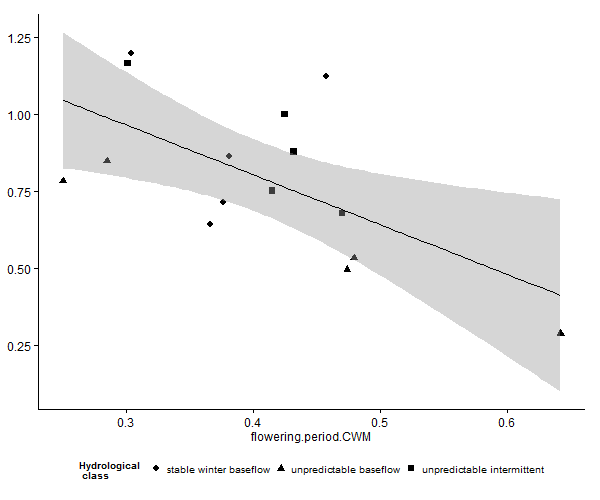 1.25
1.00
0.75
0.50
0.25
0.3 0.4 0.5 0.6
flowering.period.CWM
Hydrological
class
stable winter baseflow unpredictable baseflow unpredictable intermittent